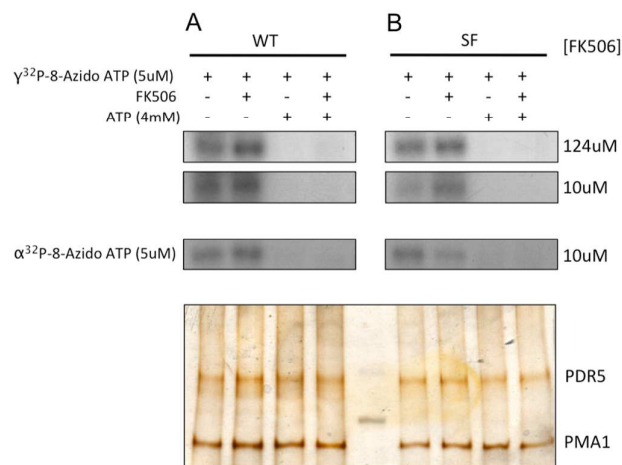 A B
WT SF [FK506]
γ³²P-8-Azido ATP (5uM) + + + + + + + +
FK506 - + - + - + - +
ATP (4mM) - - + + - - + +
124uM
10uM
α³²P-8-Azido ATP (5uM) 10uM
PDR5
PMA1